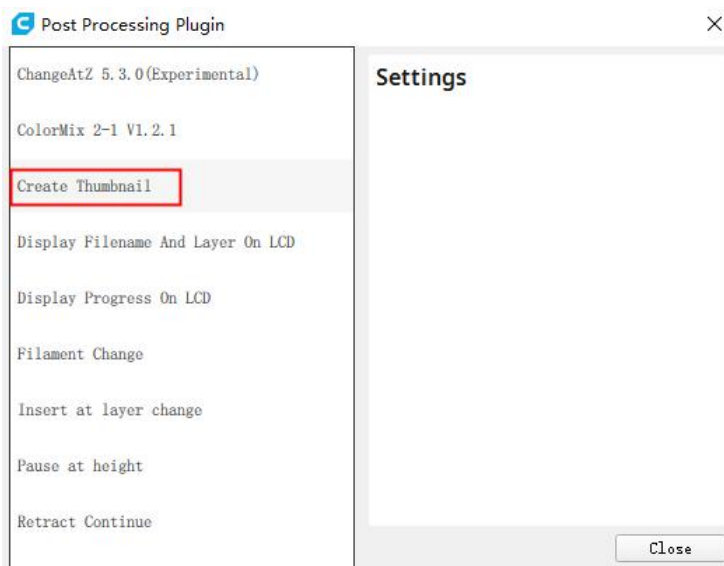 Post Processing Plugin
ChangeAtZ 5.3.0(Experimental)
ColorMix 2-1 V1.2.1
Create Thumbnail
Display Filename And Layer On LCD
Display Progress On LCD
Filament Change
Insert at layer change
Pause at height
Retract Continue
Settings
Close